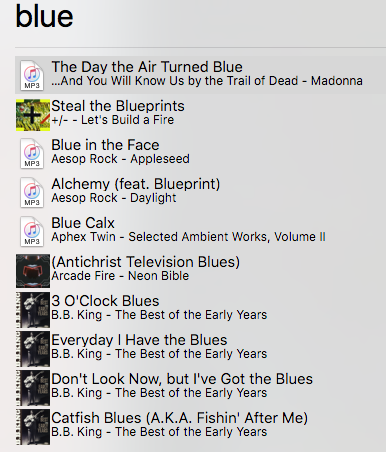 blue
The Day the Air Turned Blue
...And You Will Know Us by the Trail of Dead - Madonna
MP3
Steal the Blueprints
+/- - Let's Build a Fire
Blue in the Face
Aesop Rock - Appleseed
MP3
Alchemy (feat. Blueprint)
Aesop Rock - Daylight
MP3
Blue Calx
Aphex Twin - Selected Ambient Works, Volume II
MP3
(Antichrist Television Blues)
Arcade Fire - Neon Bible
3 O'Clock Blues
B.B. King - The Best of the Early Years
Everyday I Have the Blues
B.B. King - The Best of the Early Years
Don't Look Now, but I've Got the Blues
B.B. King - The Best of the Early Years
Catfish Blues (A.K.A. Fishin' After Me)
B.B. King - The Best of the Early Years